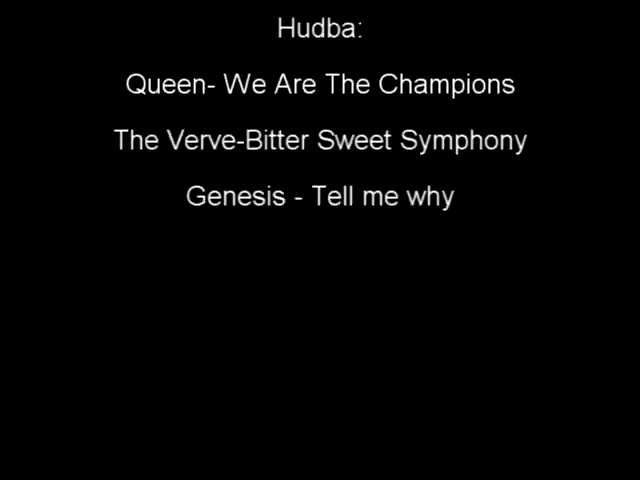 Hudba:
Queen- We Are The Champions
The Verve-Bitter Sweet Symphony
Genesis - Tell me why